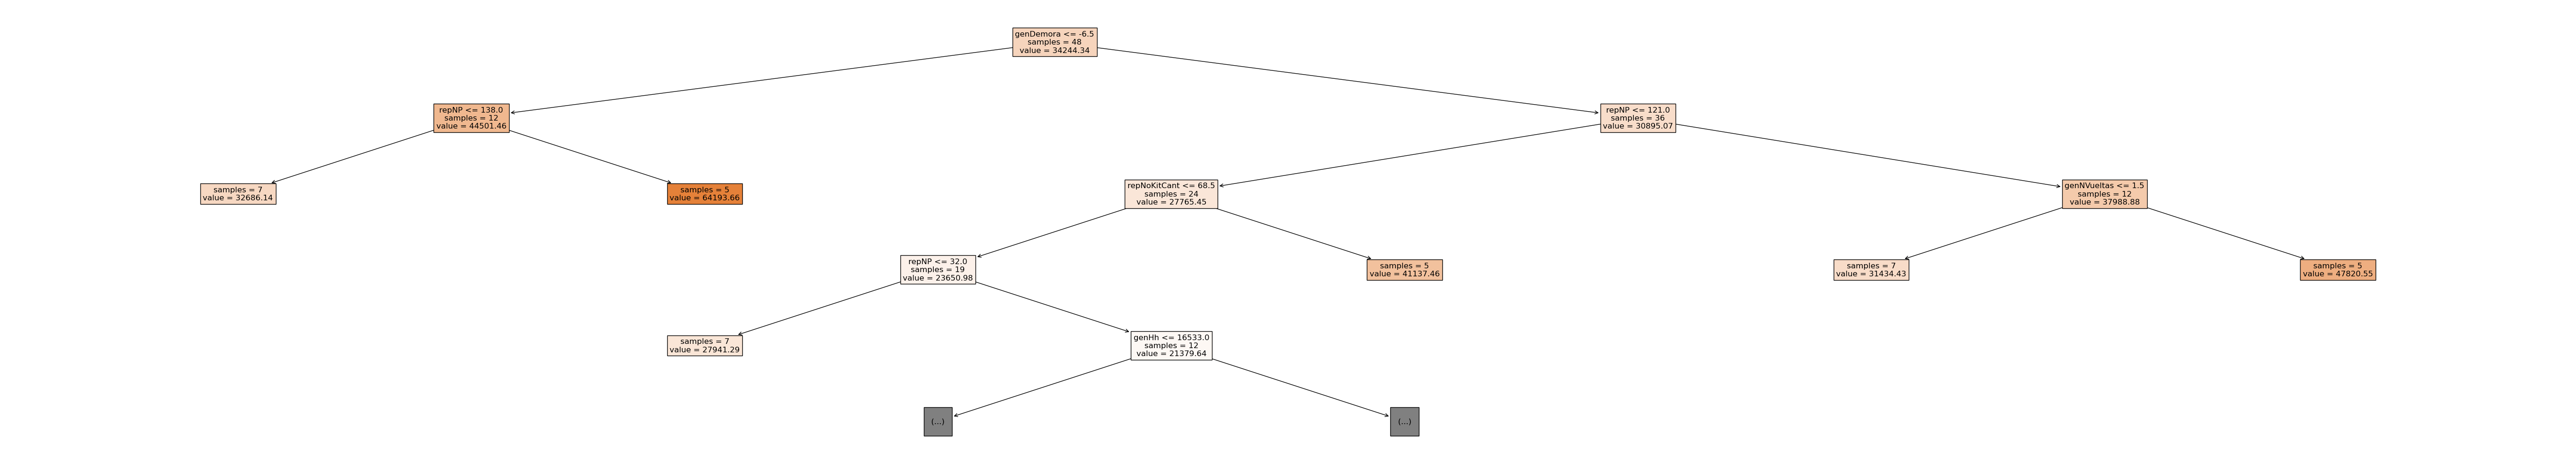 genDemora <= -6.5
samples = 48
value = 34244.34
repNP <= 138.0
samples = 12
value = 44501.46
repNP <= 121.0
samples = 36
value = 30895.07
samples = 7
value = 32686.14
samples = 5
value = 64193.66
repNoKitCant <= 68.5
samples = 24
value = 27765.45
genNVueltas <= 1.5
samples = 12
value = 37988.88
repNP <= 32.0
samples = 19
value = 23650.98
samples = 5
value = 41137.46
samples = 7
value = 31434.43
samples = 5
value = 47820.55
samples = 7
value = 27941.29
genHh <= 16533.0
samples = 12
value = 21379.64
(...)
(...)